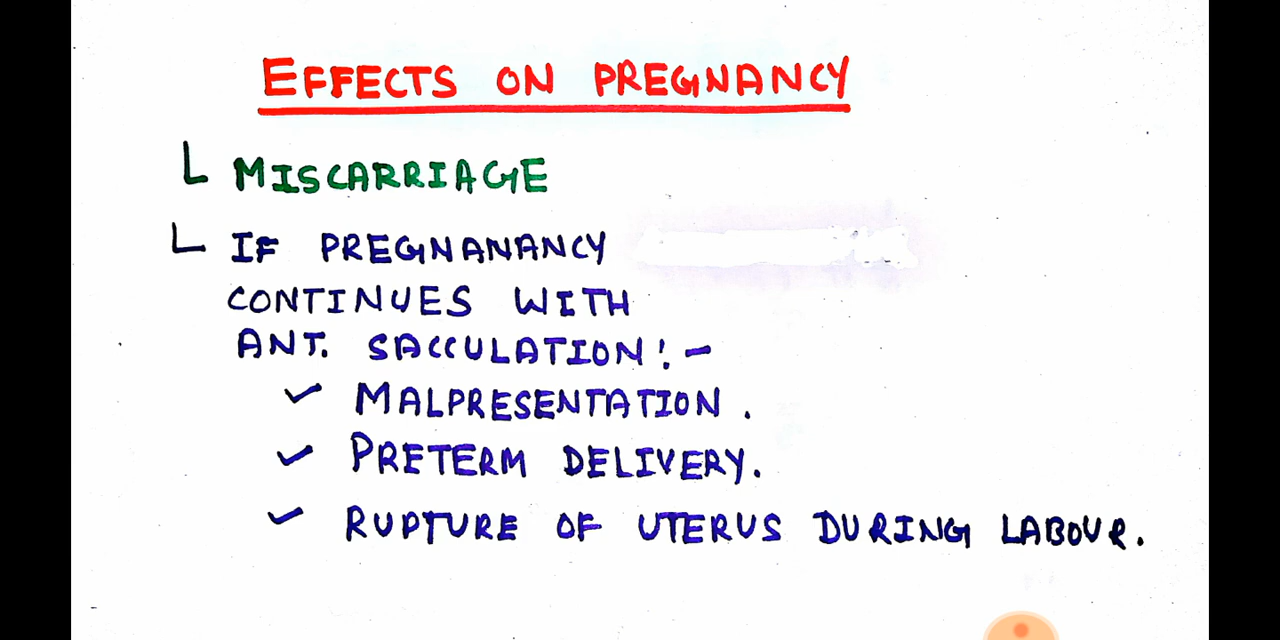 EFFECTS ON PREGNANCY
MISCARRIAGE
IF PREGNANANCY
CONTINUES WITH
ANT. SACCULATION:-
✓ MALPRESENTATION.
✓ PRETERM DELIVERY.
✓ RUPTURE OF UTERUS DURING LABOUR.